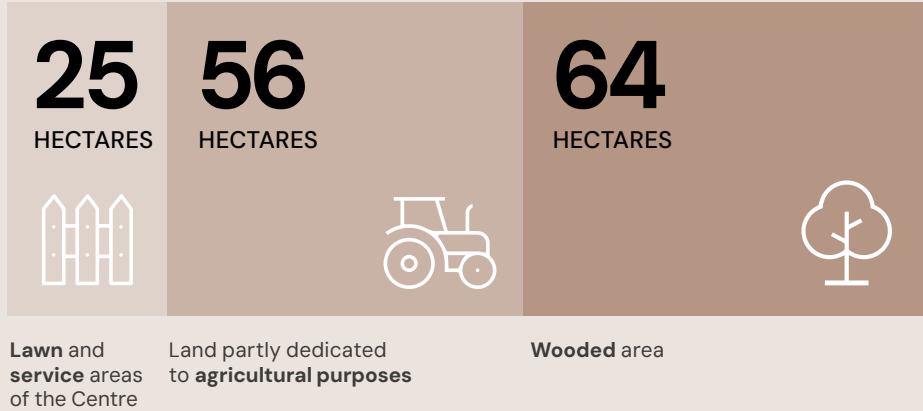 25
HECTARES
56
HECTARES
64
HECTARES
Lawn and
service areas
of the Centre
Land partly dedicated
to agricultural purposes
Wooded area